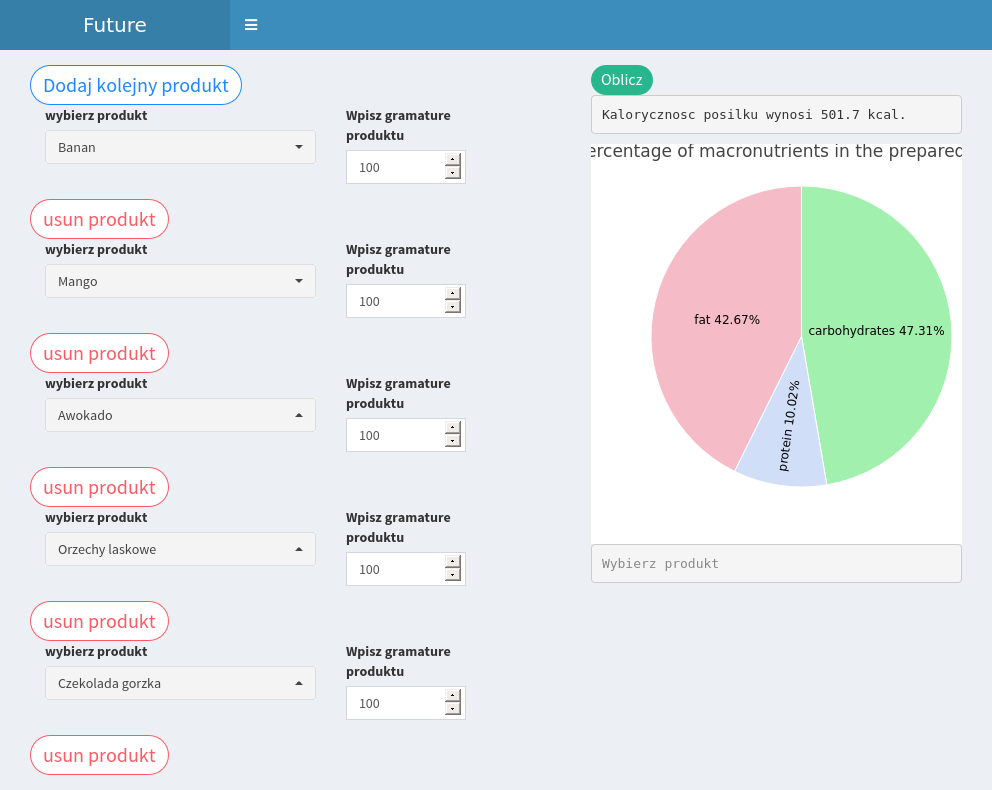 Future
Dodaj kolejny produkt
wybierz produkt
Banan
Wpisz gramature
produktu
100
usun produkt
wybierz produkt
Mango
Wpisz gramature
produktu
100
usun produkt
wybierz produkt
Awokado
Wpisz gramature
produktu
100
usun produkt
wybierz produkt
Orzechy laskowe
Wpisz gramature
produktu
100
usun produkt
wybierz produkt
Czekolada gorzka
Wpisz gramature
produktu
100
usun produkt
Oblicz
Kalorycznosc posilku wynosi 501.7 kcal.
ercentage of macronutrients in the prepared
fat 42.67%
carbohydrates 47.31%
protein 10.02%
Wybierz produkt